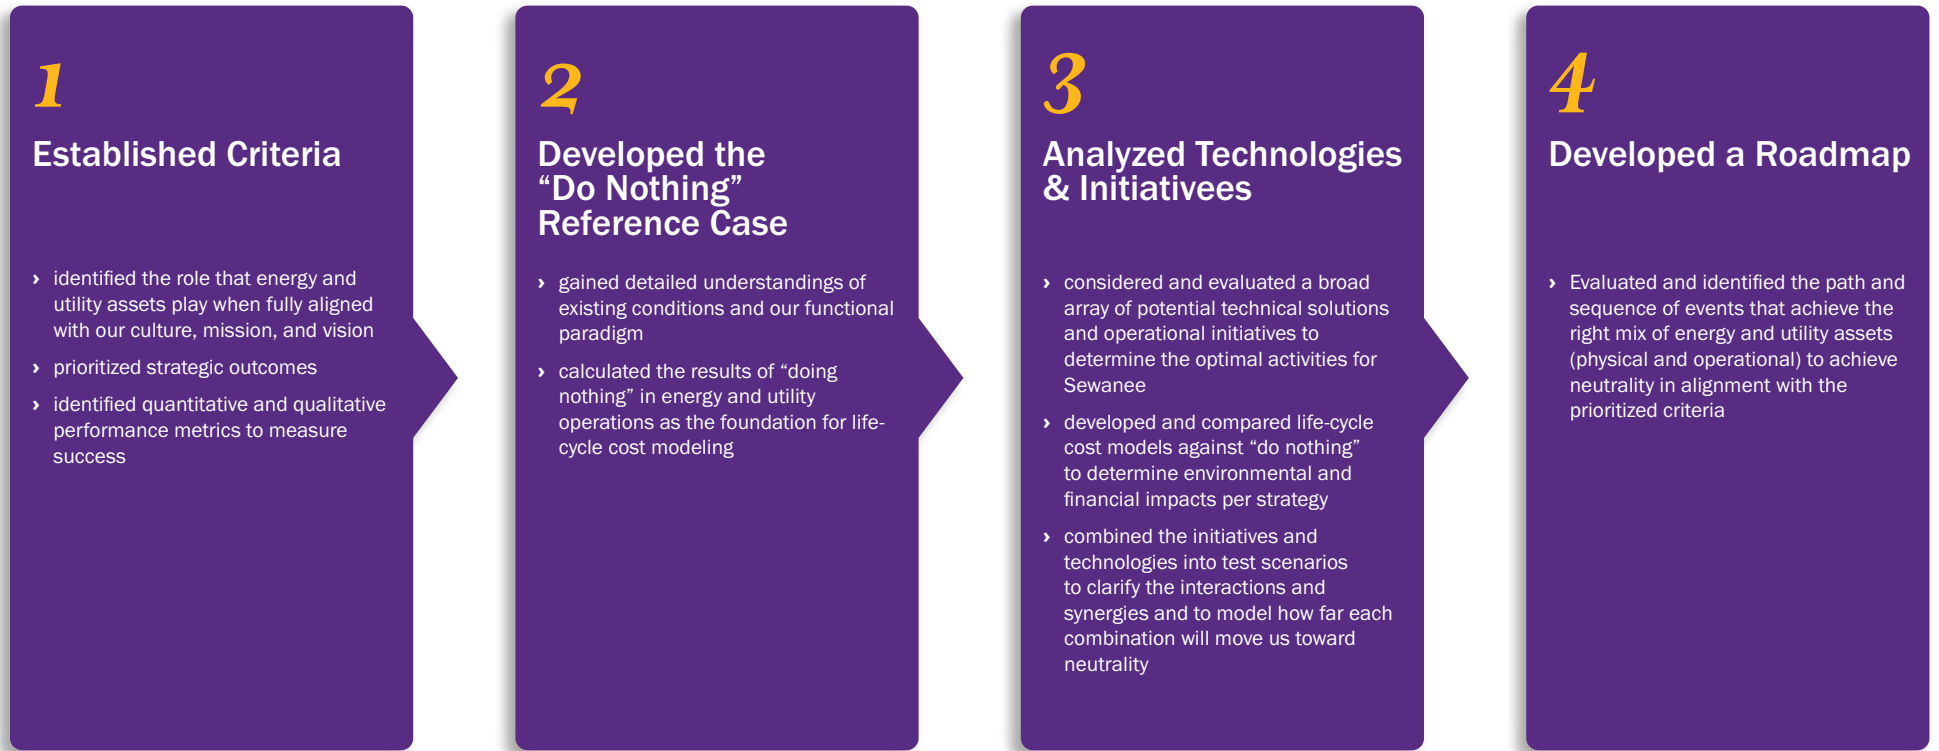 1
Established Criteria
› identified the role that energy and
utility assets play when fully aligned
with our culture, mission, and vision
› prioritized strategic outcomes
› identified quantitative and qualitative
performance metrics to measure
success
2
Developed the
“Do Nothing”
Reference Case
› gained detailed understandings of
existing conditions and our functional
paradigm
› calculated the results of “doing
nothing” in energy and utility
operations as the foundation for life-
cycle cost modeling
3
Analyzed Technologies
& Initiativees
› considered and evaluated a broad
array of potential technical solutions
and operational initiatives to
determine the optimal activities for
Sewanee
› developed and compared life-cycle
cost models against “do nothing”
to determine environmental and
financial impacts per strategy
› combined the initiatives and
technologies into test scenarios
to clarify the interactions and
synergies and to model how far each
combination will move us toward
neutrality
4
Developed a Roadmap
› Evaluated and identified the path and
sequence of events that achieve the
right mix of energy and utility assets
(physical and operational) to achieve
neutrality in alignment with the
prioritized criteria